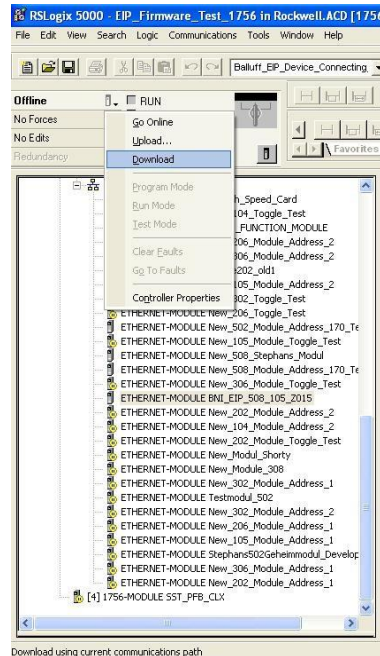 RSLogix 5000 - EIP_Firmware_Test_1756 in Rockwell.ACD [1756
File Edit View Search Logic Communications Tools Window Help
Balluff_EIP_Device_Connecting,
Offline
RUN
No Forces
No Edits
Redundancy
Favorites
Go Online
Upload...
Download
Program Mode
Run Mode
Test Mode
Clear Faults
Go To Faults
Controller Properties
h_Speed_Card
104_Toggle_Test
_FUNCTION_MODULE
206_Module_Address_2
306_Module_Address_2
202_old1
105_Module_Address_2
302_Toggle_Test
ETHERNET-MODULE New_206_Toggle_Test
ETHERNET-MODULE New_502_Module_Address_170_Te
ETHERNET-MODULE New_105_Module_Toggle_Test
ETHERNET-MODULE New_508_Stephans_Modul
ETHERNET-MODULE New_508_Module_Address_170_Te
ETHERNET-MODULE New_306_Module_Toggle_Test
ETHERNET-MODULE BNI_EIP_508_105_Z015
ETHERNET-MODULE New_202_Module_Address_2
ETHERNET-MODULE New_104_Module_Address_2
ETHERNET-MODULE New_202_Module_Toggle_Test
ETHERNET-MODULE New_Modul_Shorty
ETHERNET-MODULE New_Module_308
ETHERNET-MODULE New_302_Module_Address_1
ETHERNET-MODULE Testmodul_502
ETHERNET-MODULE New_302_Module_Address_2
ETHERNET-MODULE New_206_Module_Address_1
ETHERNET-MODULE New_105_Module_Address_1
ETHERNET-MODULE Stephans502Geheimmodul_Develop
ETHERNET-MODULE New_306_Module_Address_1
ETHERNET-MODULE New_202_Module_Address_1
[4] 1756-MODULE SST_PFB_CLX
Download using current communications path